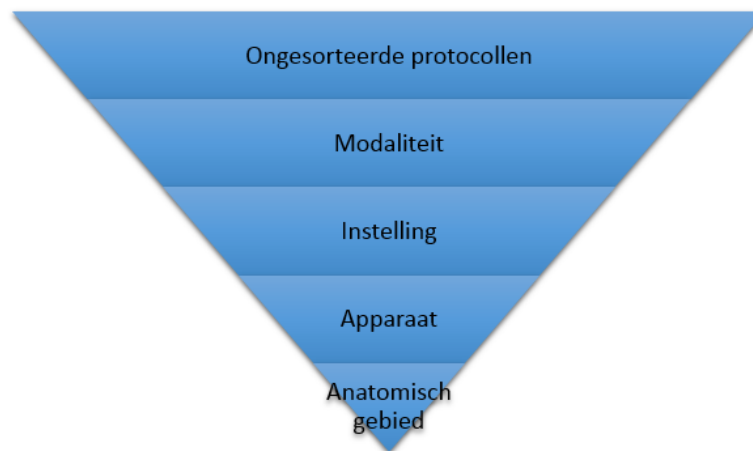 Ongesorteerde protocollen
Modaliteit
Instelling
Apparaat
Anatomisch
gebied